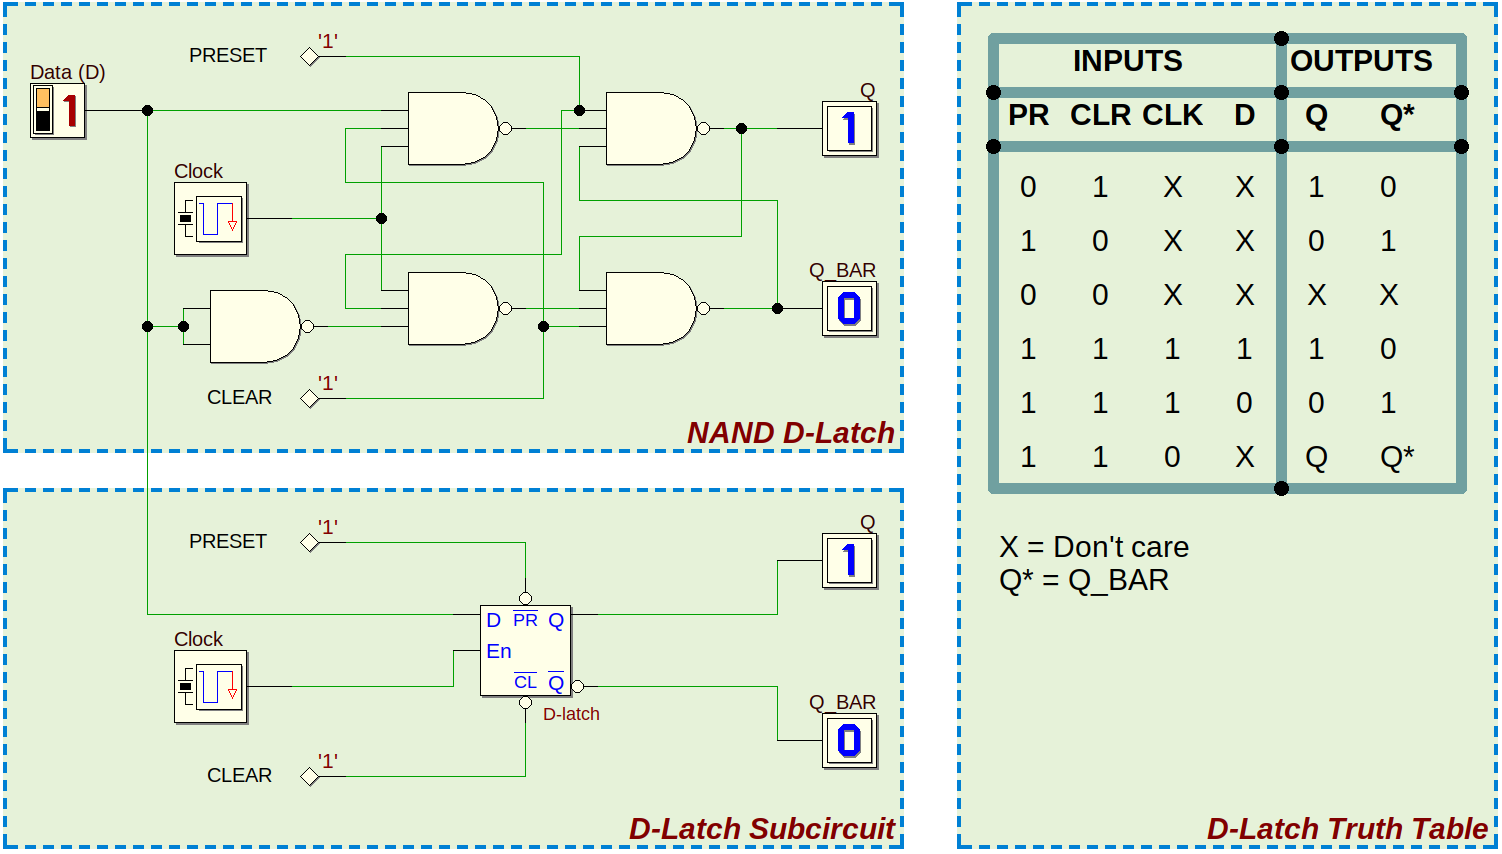 PRESET
'1'
Data (D)
1
Q
1
Clock
Q_BAR
0
CLEAR
'1'
NAND D-Latch
PRESET
'1'
Q
1
D PR Q
En
CL Q
D-latch
Clock
Q_BAR
0
CLEAR
'1'
D-Latch Subcircuit
INPUTS OUTPUTS
PR CLR CLK D Q Q*
0 1 X X 1 0
1 0 X X 0 1
0 0 X X X X
1 1 1 1 1 0
1 1 1 0 0 1
1 1 0 X Q Q*
X = Don't care
Q* = Q_BAR
D-Latch Truth Table